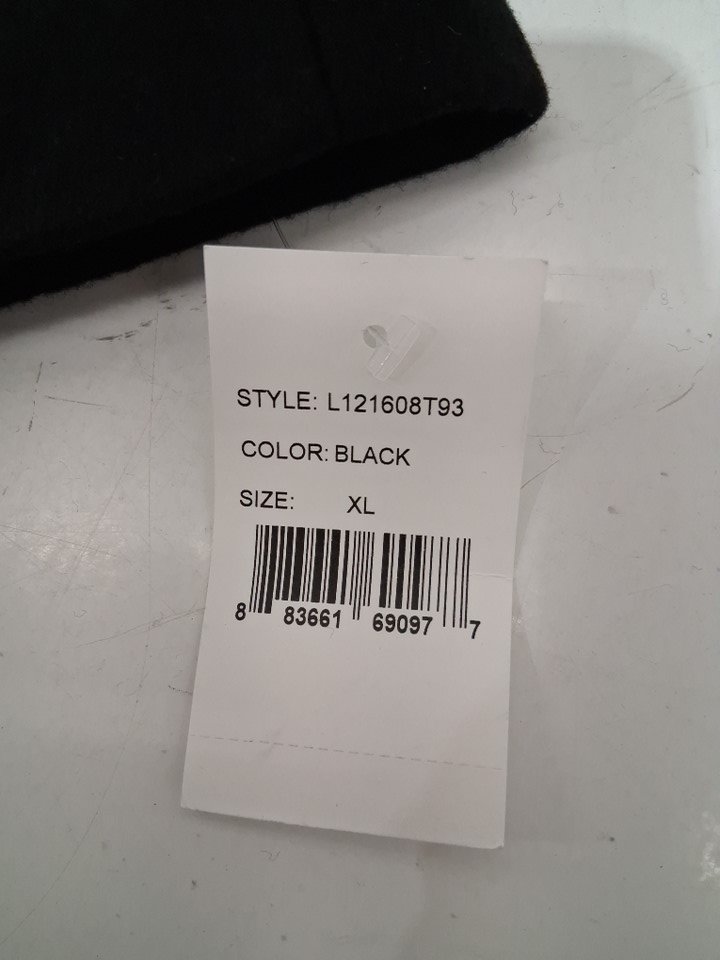 STYLE: L121608T93
COLOR: BLACK
SIZE: XL
8 83661 69097 7